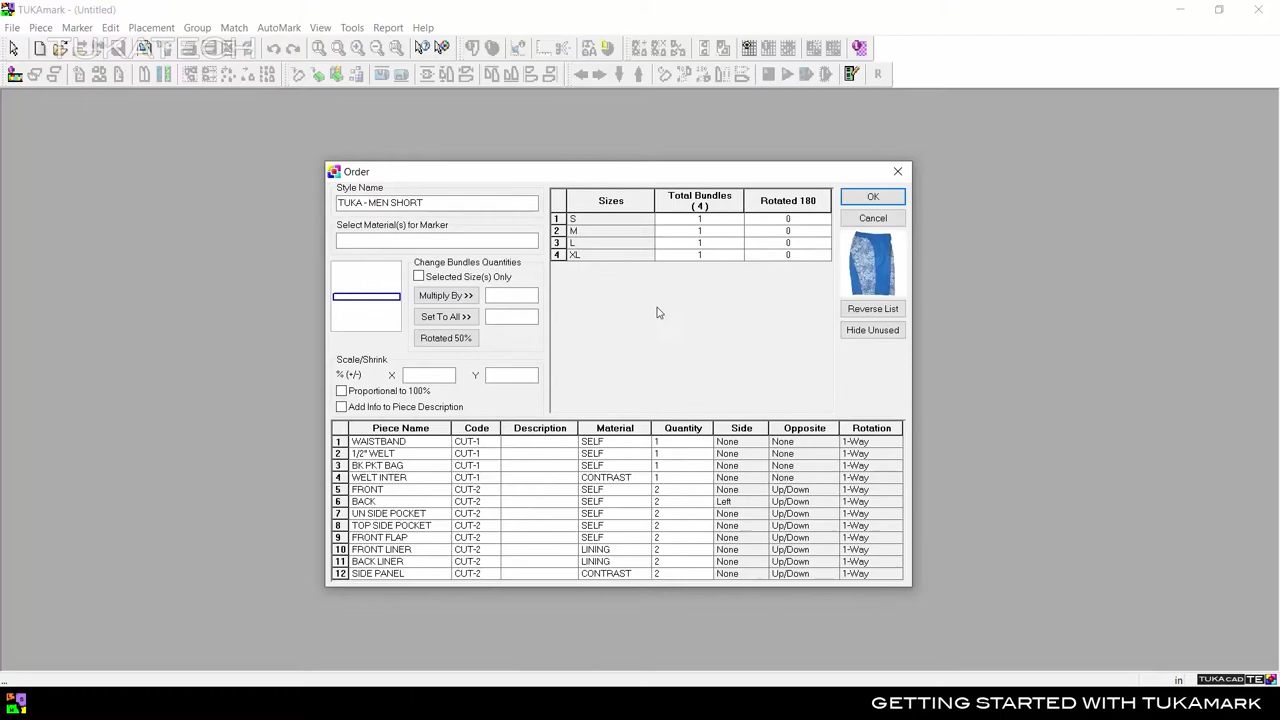 TUKAmark - (Untitled)
File Piece Marker Edit Placement Group Match AutoMark View Tools Report Help
TUKATECH
R
Order
Style Name
TUKA - MEN SHORT
Select Material(s) for Marker
Change Bundles Quantities
Selected Size(s) Only
Multiply By >>
Set To All >>
Rotated 50%
Scale/Shrink
% (+/-) X Y
Proportional to 100%
Add Info to Piece Description
Sizes Total Bundles ( 4 ) Rotated 180
1 S 1 0
2 M 1 0
3 L 1 0
4 XL 1 0
OK
Cancel
Reverse List
Hide Unused
Piece Name Code Description Material Quantity Side Opposite Rotation
1 WAISTBAND CUT-1 SELF 1 None None 1-Way
2 1/2" WELT CUT-1 SELF 1 None None 1-Way
3 BK PKT BAG CUT-1 SELF 1 None None 1-Way
4 WELT INTER CUT-1 CONTRAST 1 None None 1-Way
5 FRONT CUT-2 SELF 2 None Up/Down 1-Way
6 BACK CUT-2 SELF 2 Left Up/Down 1-Way
7 UN SIDE POCKET CUT-2 SELF 2 None Up/Down 1-Way
8 TOP SIDE POCKET CUT-2 SELF 2 None Up/Down 1-Way
9 FRONT FLAP CUT-2 SELF 2 None Up/Down 1-Way
10 FRONT LINER CUT-2 LINING 2 None Up/Down 1-Way
11 BACK LINER CUT-2 LINING 2 None Up/Down 1-Way
12 SIDE PANEL CUT-2 CONTRAST 2 None Up/Down 1-Way
... in TUKACAD TE
GETTING STARTED WITH TUKAMARK